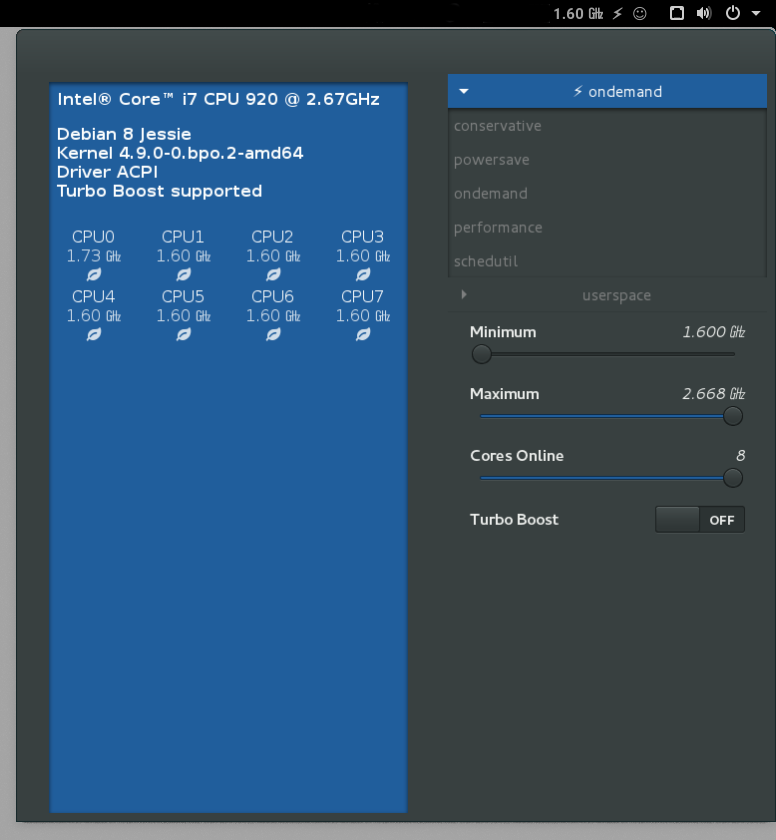 1.60 GHz ⚡ ☺
Intel® Core™ i7 CPU 920 @ 2.67GHz
Debian 8 Jessie
Kernel 4.9.0-0.bpo.2-amd64
Driver ACPI
Turbo Boost supported
CPU0 CPU1 CPU2 CPU3
1.73 GHz 1.60 GHz 1.60 GHz 1.60 GHz
CPU4 CPU5 CPU6 CPU7
1.60 GHz 1.60 GHz 1.60 GHz 1.60 GHz
⚡ ondemand
conservative
powersave
ondemand
performance
schedutil
userspace
Minimum 1.600 GHz
Maximum 2.668 GHz
Cores Online 8
Turbo Boost OFF